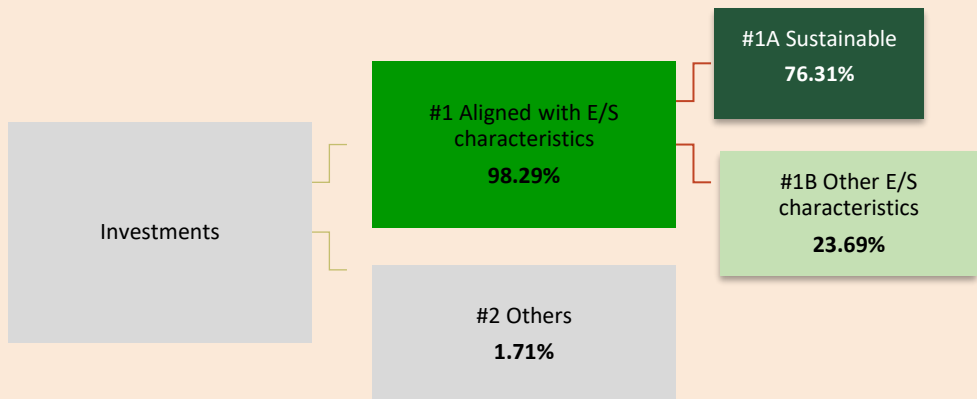 #1A Sustainable
76.31%
#1 Aligned with E/S
characteristics
98.29%
#1B Other E/S
characteristics
23.69%
Investments
#2 Others
1.71%